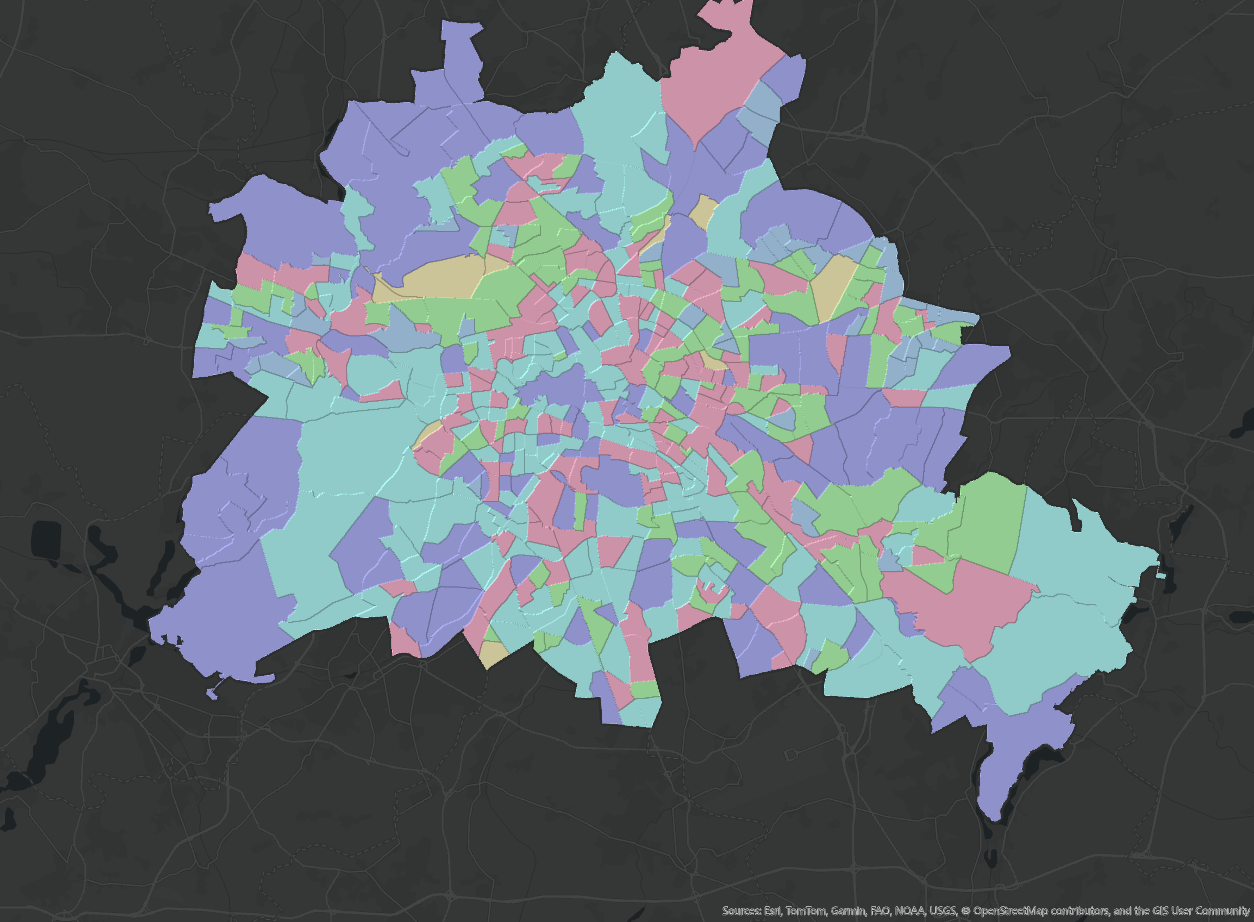 Sources: Esri, TomTom, Garmin, FAO, NOAA, USGS, © OpenStreetMap contributors, and the GIS User Community